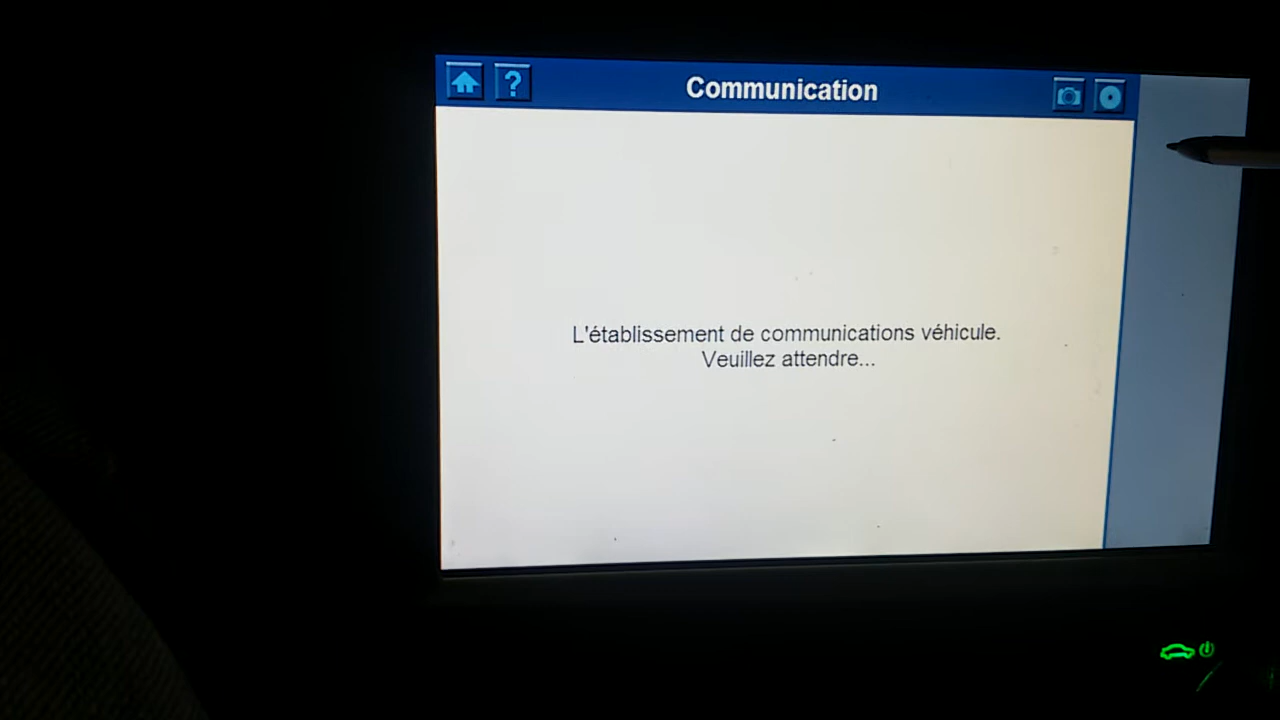 ?
Communication
L'établissement de communications véhicule.
Veuillez attendre...